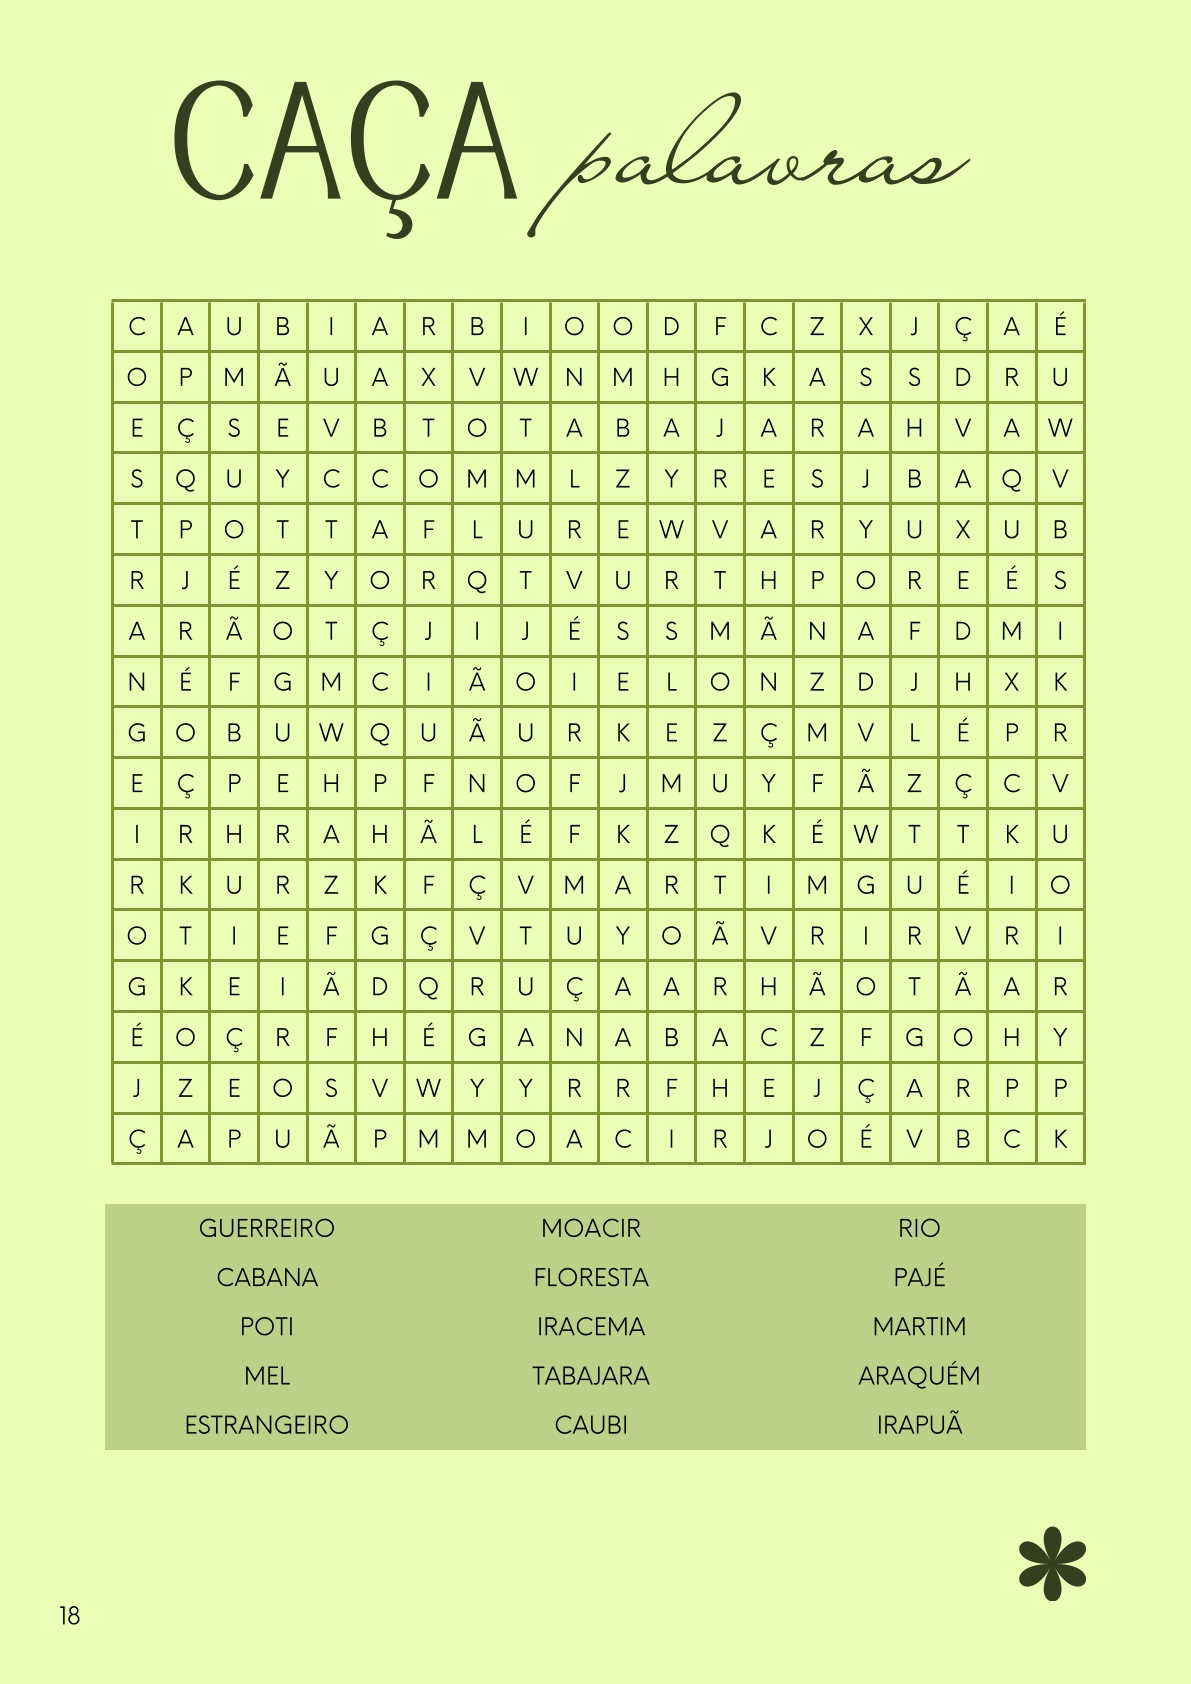 CAÇA palavras
C A U B I A R B I O O D F C Z X J Ç A É
O P M Ã U A X V W N M H G K A S S D R U
E Ç S E V B T O T A B A J A R A H V A W
S Q U Y C C O M M L Z Y R E S J B A Q V
T P O T T A F L U R E W V A R Y U X U B
R J É Z Y O R Q T V U R T H P O R E É S
A R Ã O T Ç J I J É S S M Ã N A F D M I
N É F G M C I Ã O I E L O N Z D J H X K
G O B U W Q U Ã U R K E Z Ç M V L É P R
E Ç P E H P F N O F J M U Y F Ã Z Ç C V
I R H R A H Ã L É F K Z Q K É W T T K U
R K U R Z K F Ç V M A R T I M G U É I O
O T I E F G Ç V T U Y O Ã V R I R V R I
G K E I Ã D Q R U Ç A A R H Ã O T Ã A R
É O Ç R F H É G A N A B A C Z F G O H Y
J Z E O S V W Y Y R R F H E J Ç A R P P
Ç A P U Ã P M M O A C I R J O É V B C K
GUERREIRO MOACIR RIO
CABANA FLORESTA PAJÉ
POTI IRACEMA MARTIM
MEL TABAJARA ARAQUÉM
ESTRANGEIRO CAUBI IRAPUÃ
18